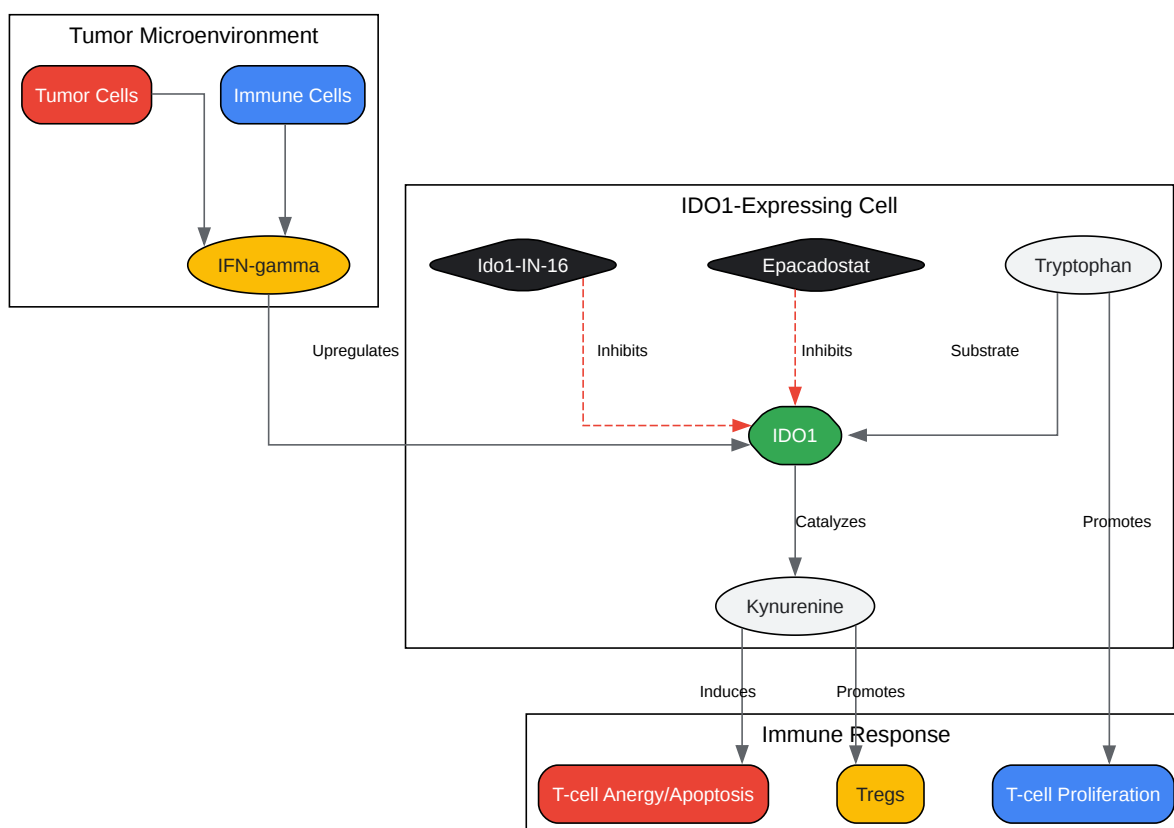 Tumor Microenvironment
Tumor Cells
Immune Cells
IFN-gamma
IDO1-Expressing Cell
Ido1-IN-16
Epacadostat
Tryptophan
Upregulates
Inhibits
Inhibits
Substrate
IDO1
Catalyzes
Promotes
Kynurenine
Induces
Promotes
Immune Response
T-cell Anergy/Apoptosis
Tregs
T-cell Proliferation